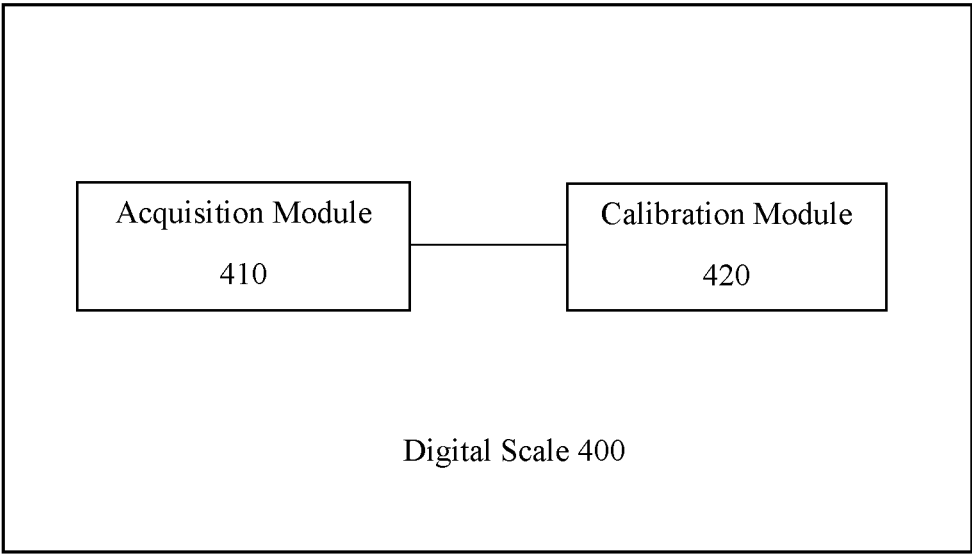 Acquisition Module
410
Calibration Module
420
Digital Scale 400